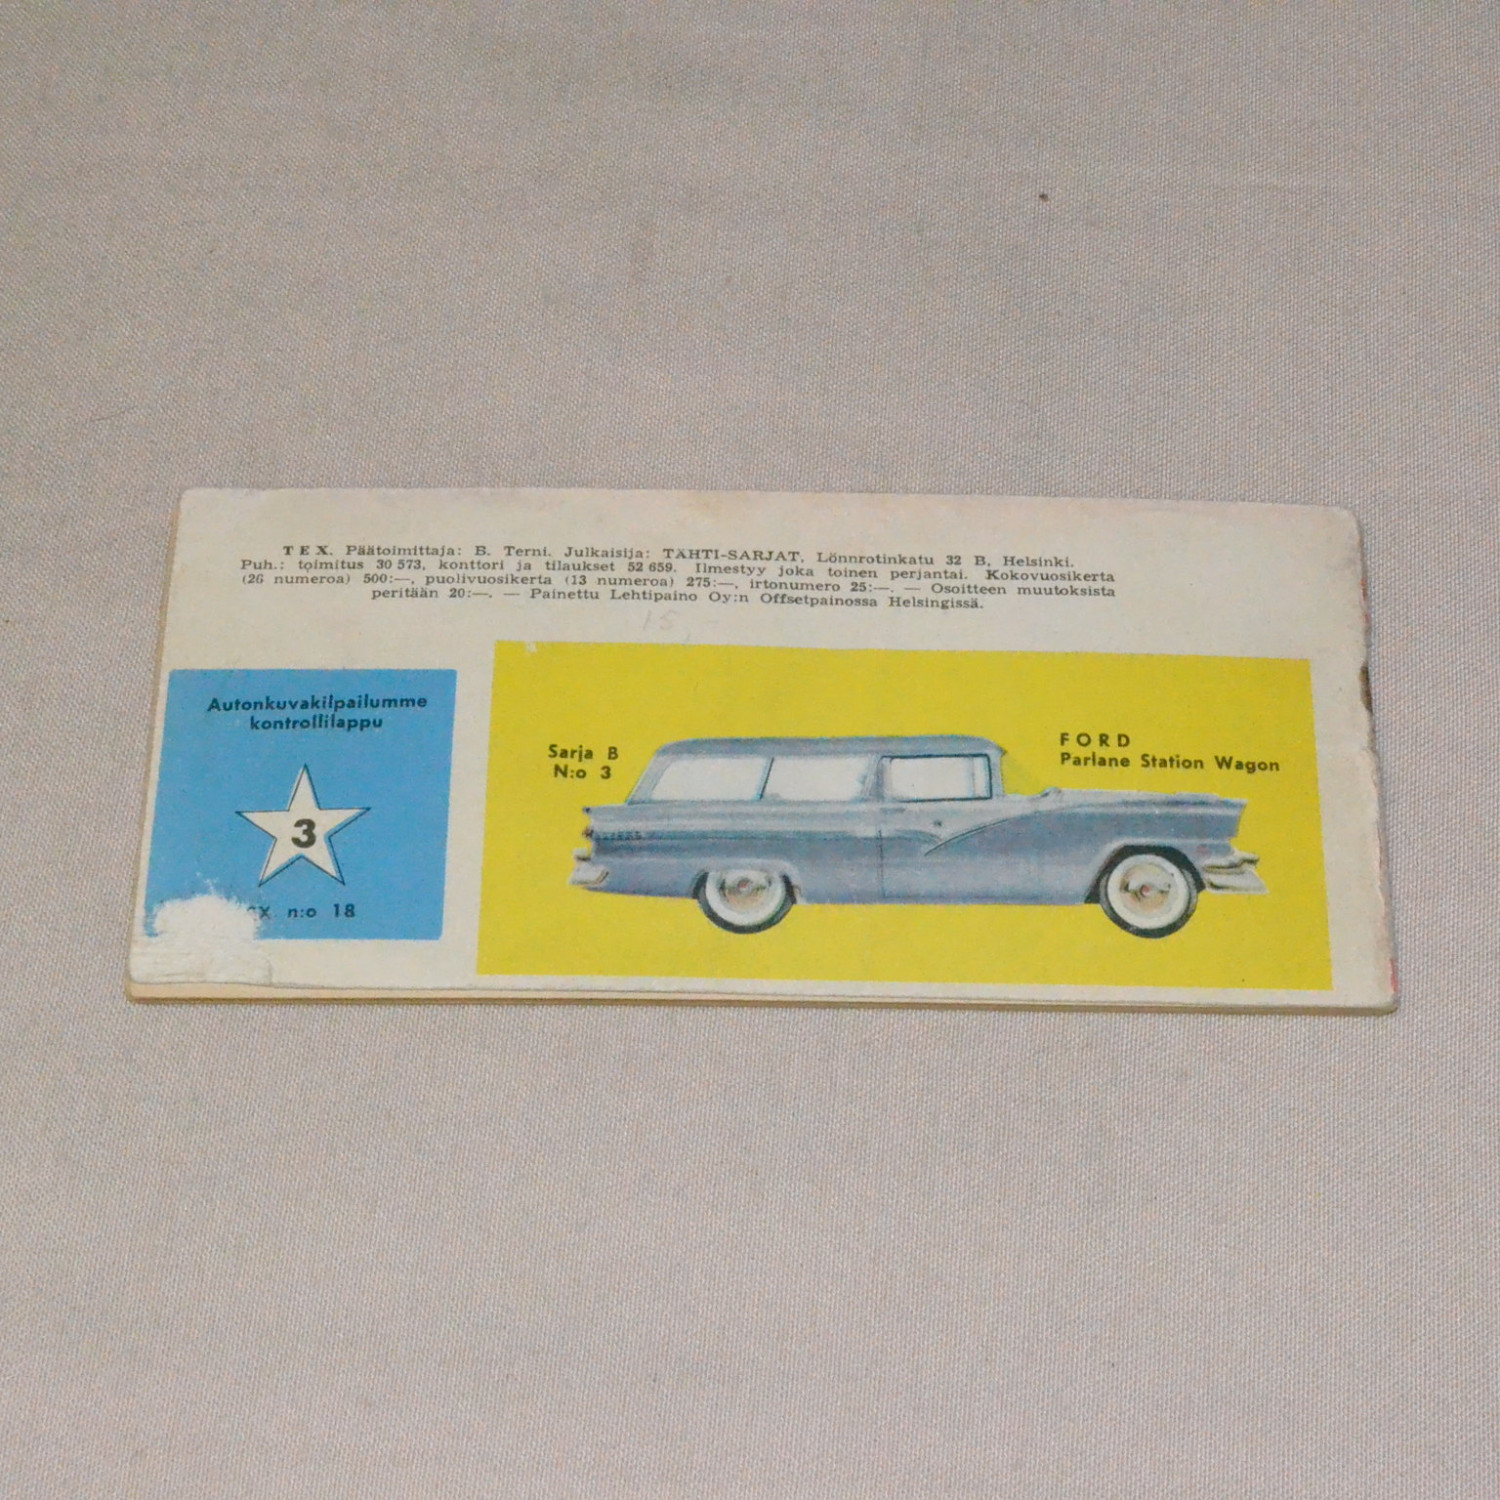 TEX. Päätoimittaja: B. Terni. Julkaisija: TÄHTI-SARJAT, Lönnrotinkatu 32 B, Helsinki.
Puh.: toimitus 30 573, konttori ja tilaukset 52 659. Ilmestyy joka toinen perjantai. Kokovuosikerta
(26 numeroa) 500:—, puolivuosikerta (13 numeroa) 275:—, irtonumero 25:—. — Osoitteen muutoksista
peritään 20:—. — Painettu Lehtipaino Oy:n Offsetpainossa Helsingissä.
15,-
Autonkuvakilpailumme
kontrollilappu
3
n:o 18
Sarja B
N:o 3
FORD
Parlane Station Wagon